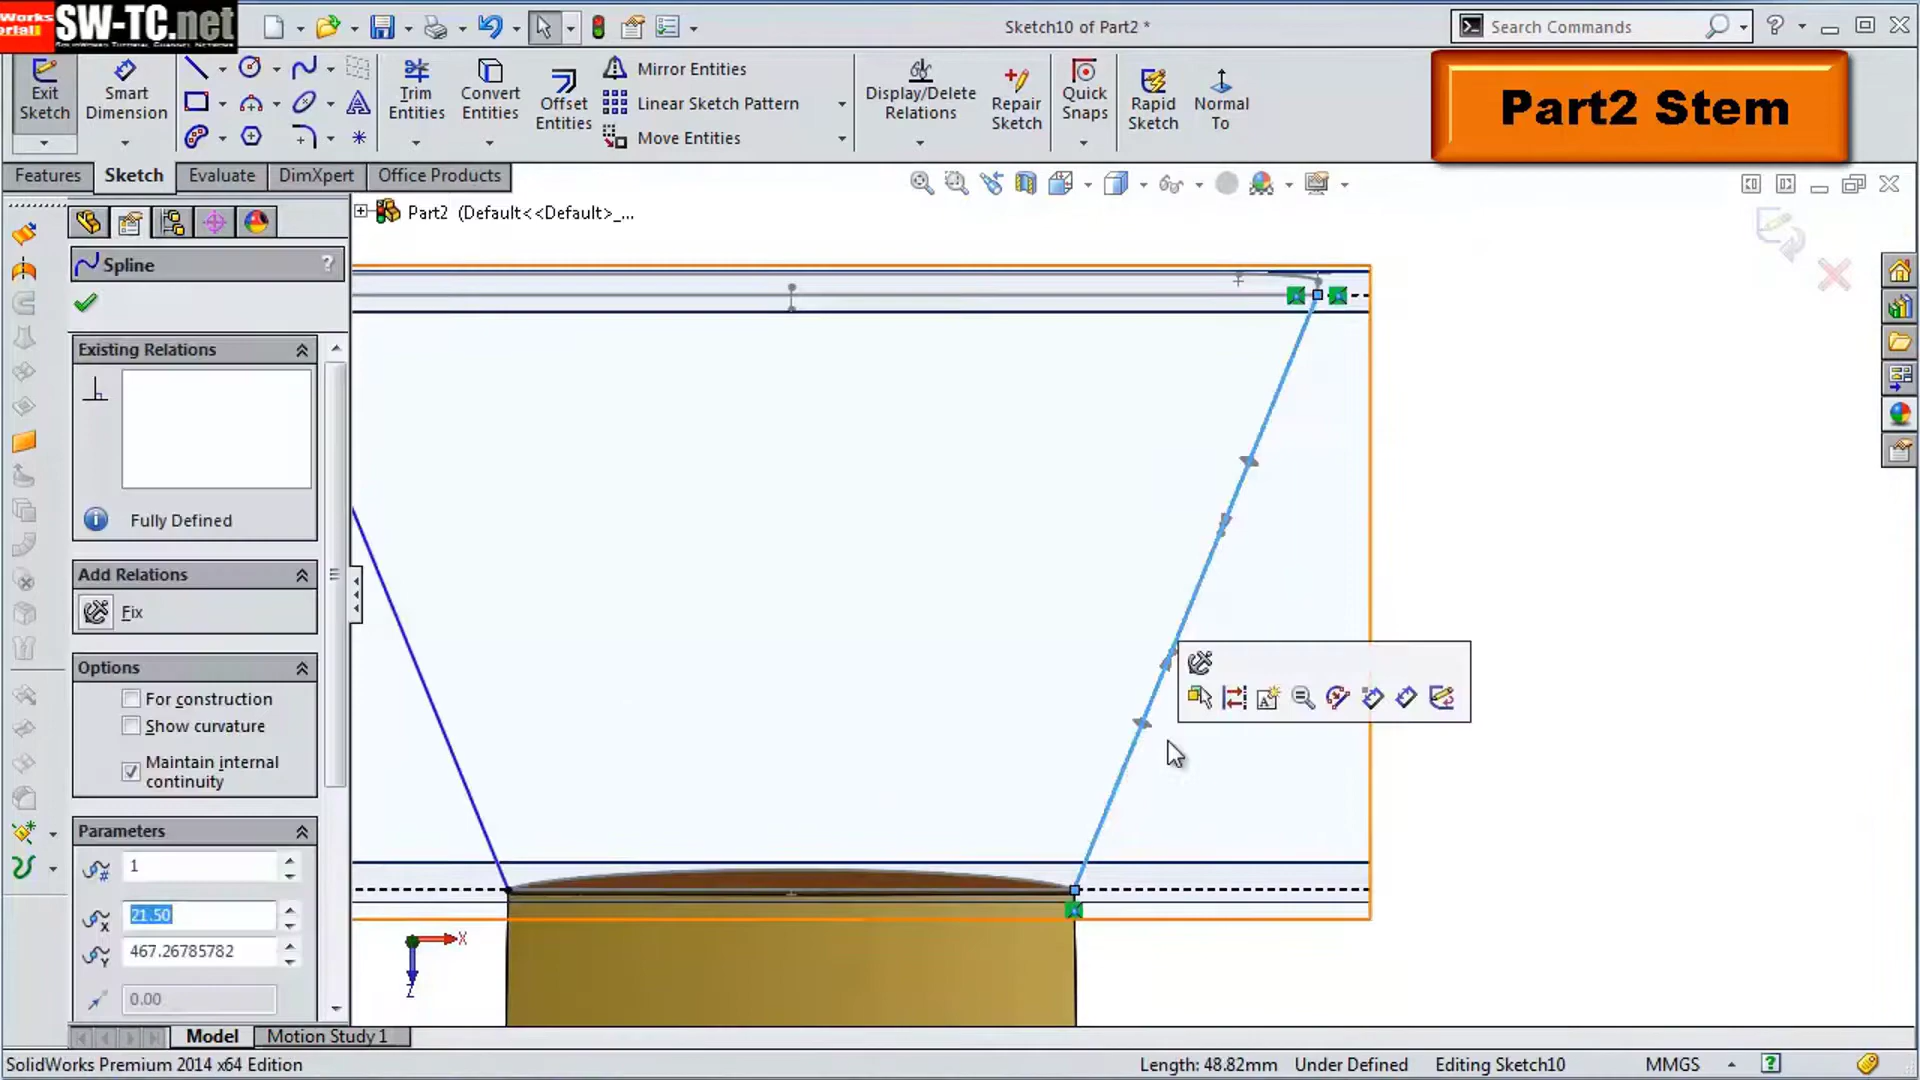 Works
SW-TC.net
Sketch10 of Part2 *
Search Commands
?
Part2 Stem
Exit
Sketch
Smart
Dimension
Trim
Entities
Convert
Entities
Offset
Entities
Mirror Entities
Linear Sketch Pattern
Move Entities
Display/Delete
Relations
Repair
Sketch
Quick
Snaps
Rapid
Sketch
Normal
To
Features
Sketch
Evaluate
DimXpert
Office Products
Part2 (Default<<Default>_...
Spline
?
Existing Relations
Fully Defined
Add Relations
Fix
Options
For construction
Show curvature
Maintain internal
continuity
Parameters
1
21.50
467.26785782
0.00
X
Z
Model
Motion Study 1
SolidWorks Premium 2014 x64 Edition
Length: 48.82mm
Under Defined
Editing Sketch10
MMGS
?